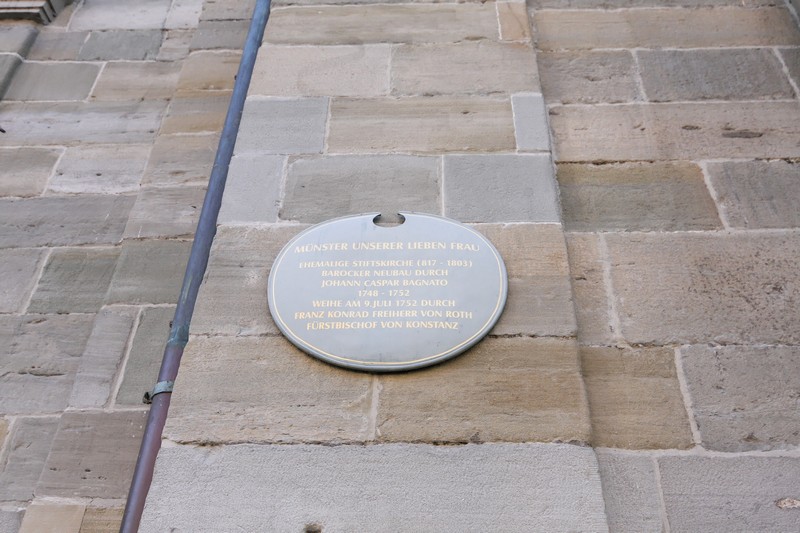 MÜNSTER UNSERER LIEBEN FRAU
EHEMALIGE STIFTSKIRCHE (817 - 1803)
BAROCKER NEUBAU DURCH
JOHANN CASPAR BAGNATO
1748 - 1752
WEIHE AM 9. JULI 1752 DURCH
FRANZ KONRAD FREIHERR VON ROTH
FÜRSTBISCHOF VON KONSTANZ